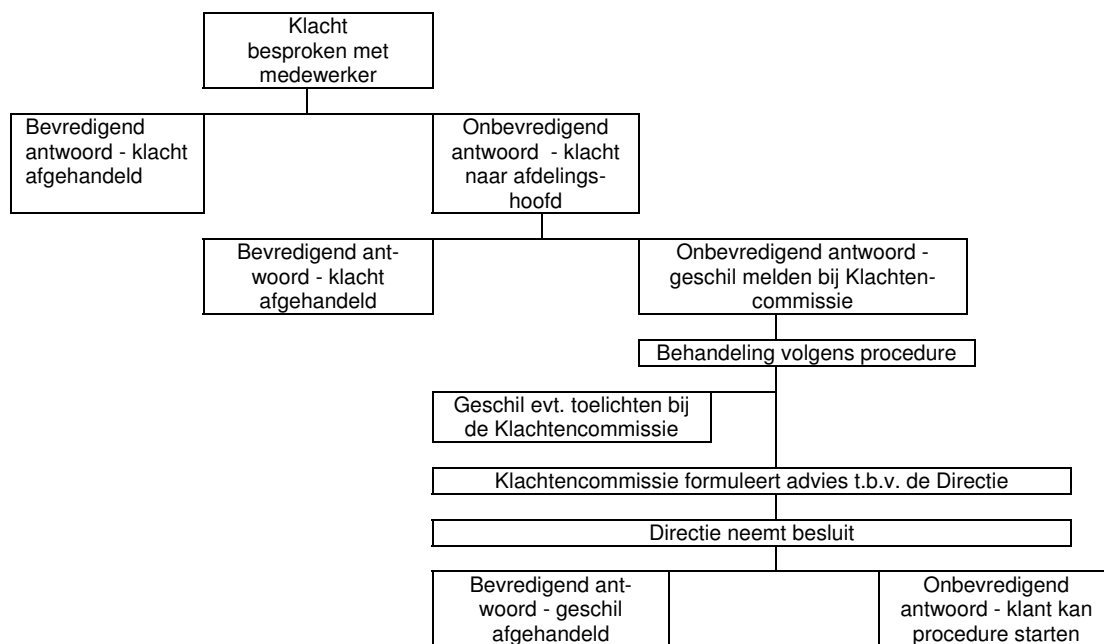 Klacht
besproken met
medewerker
Bevredigend
antwoord - klacht
afgehandeld
Onbevredigend
antwoord - klacht
naar afdelings-
hoofd
Bevredigend ant-
woord - klacht
afgehandeld
Onbevredigend antwoord -
geschil melden bij Klachten-
commissie
Behandeling volgens procedure
Geschil evt. toelichten bij
de Klachtencommissie
Klachtencommissie formuleert advies t.b.v. de Directie
Directie neemt besluit
Bevredigend ant-
woord - geschil
afgehandeld
Onbevredigend
antwoord - klant kan
procedure starten